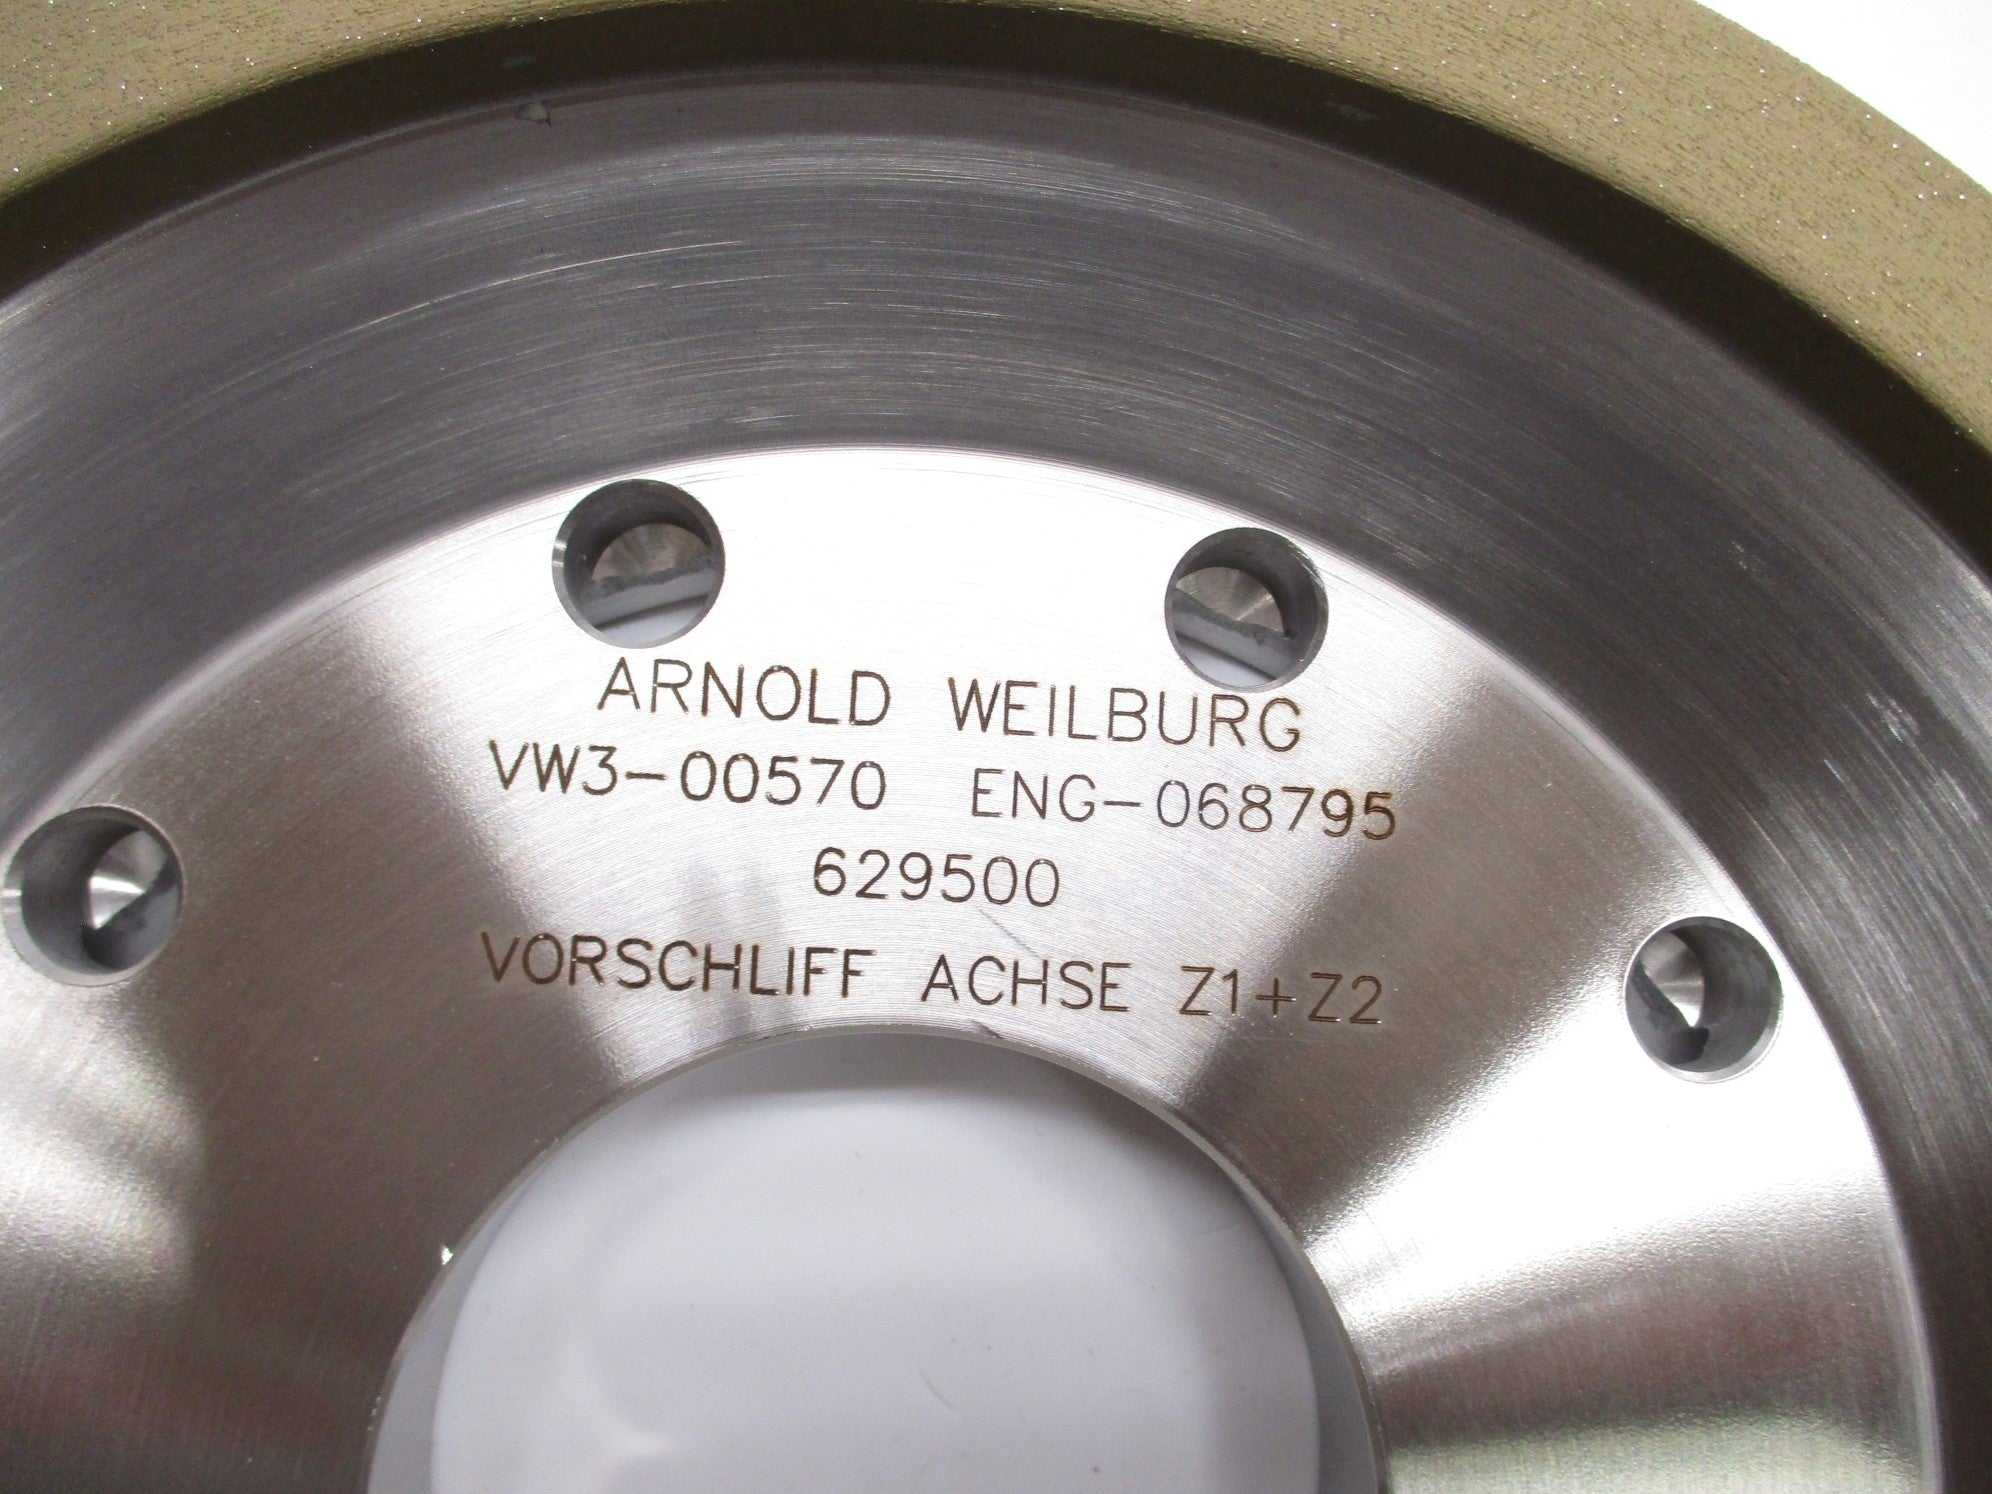 ARNOLD WEILBURG
VW3-00570 ENG-068795
629500
VORSCHLIFF ACHSE Z1+Z2